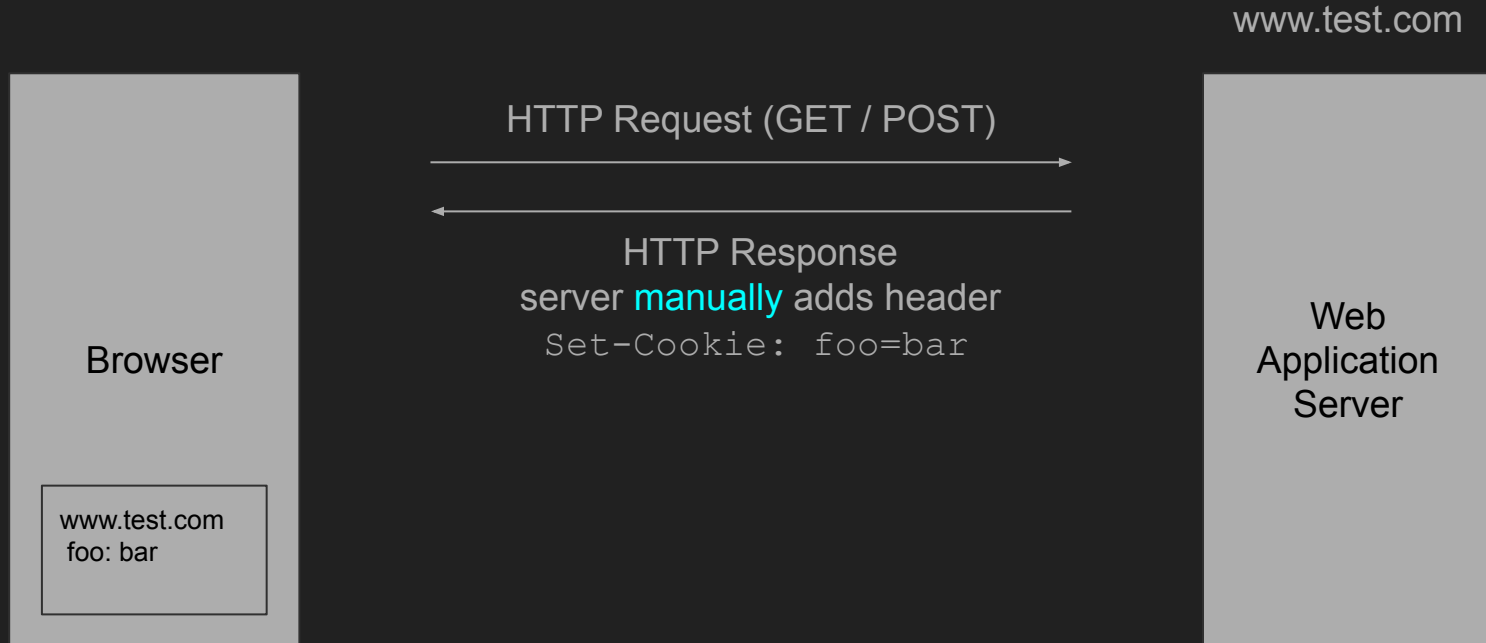 www.test.com
HTTP Request (GET / POST)
HTTP Response
server manually adds header
Set-Cookie: foo=bar
Browser
www.test.com
foo: bar
Web
Application
Server